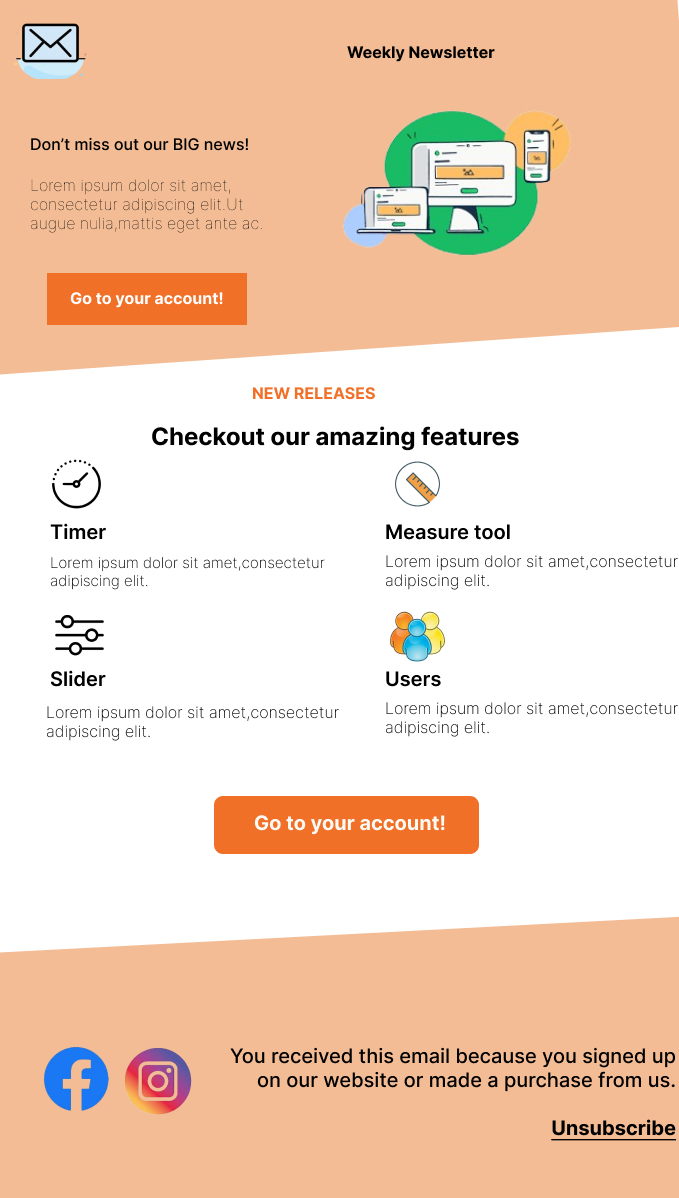 Weekly Newsletter
Don’t miss out our BIG news!
Lorem ipsum dolor sit amet,
consectetur adipiscing elit.Ut
augue nulia,mattis eget ante ac.
Go to your account!
NEW RELEASES
Checkout our amazing features
Timer
Lorem ipsum dolor sit amet,consectetur
adipiscing elit.
Measure tool
Lorem ipsum dolor sit amet,consectetur
adipiscing elit.
Slider
Lorem ipsum dolor sit amet,consectetur
adipiscing elit.
Users
Lorem ipsum dolor sit amet,consectetur
adipiscing elit.
Go to your account!
You received this email because you signed up
on our website or made a purchase from us.
Unsubscribe